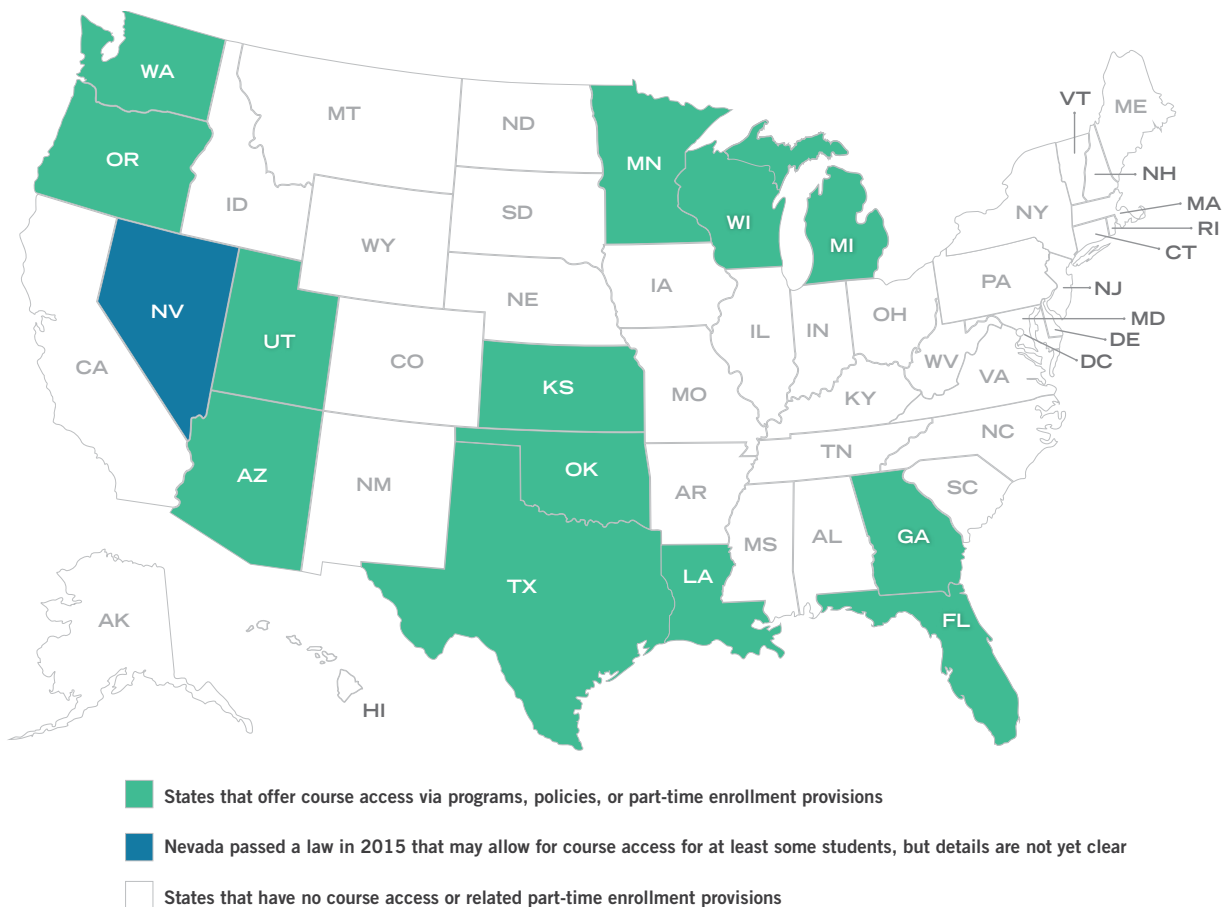 WA
MT
ND
MN
VT
ME
OR
ID
SD
WI
MI
NY
NH
MA
RI
CT
WY
IA
PA
NJ
NV
NE
OH
MD
UT
CO
IL
IN
DE
DC
CA
KS
MO
WV
VA
KY
AZ
NM
OK
AR
TN
NC
SC
MS
AL
GA
TX
LA
FL
AK
HI
States that offer course access via programs, policies, or part-time enrollment provisions
Nevada passed a law in 2015 that may allow for course access for at least some students, but details are not yet clear
States that have no course access or related part-time enrollment provisions